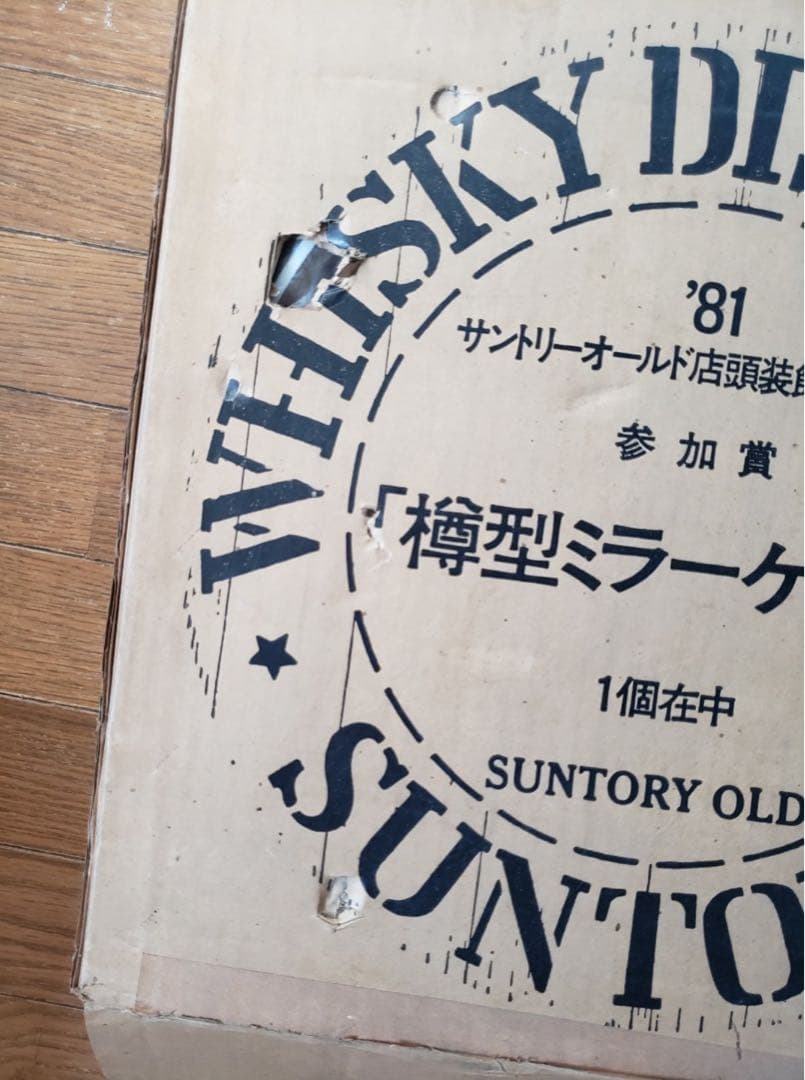 WHISKY DIS
'81
サントリーオールド店頭装飾
参加賞
「樽型ミラーケ
1個在中
SUNTORY OLD
SUNTO